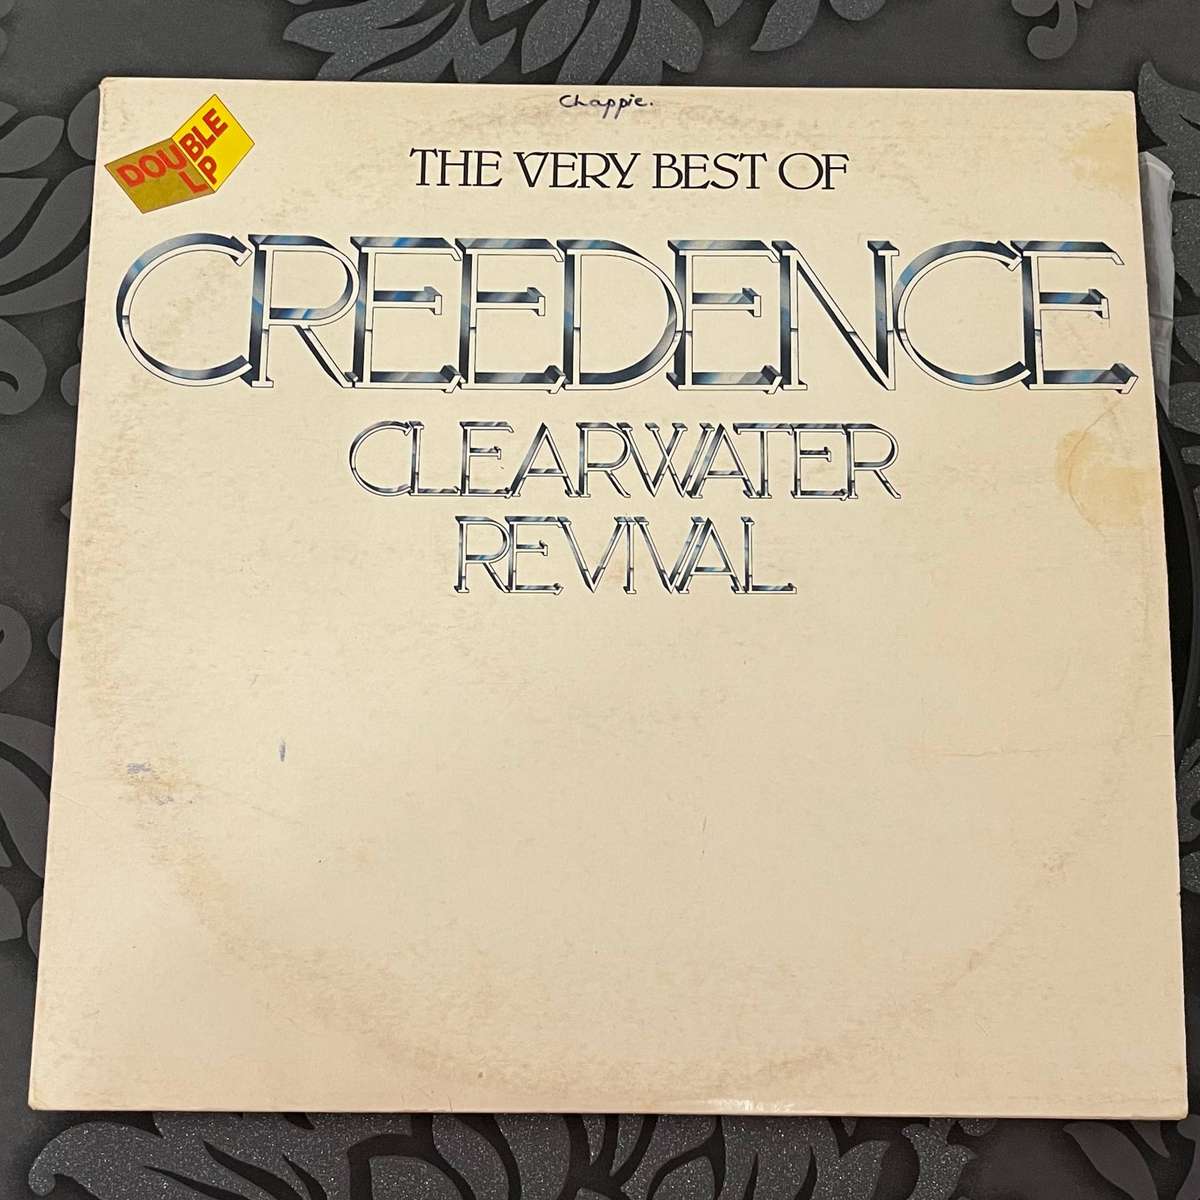 Chappie.
DOUBLE
LP
THE VERY BEST OF
CREEDENCE
CLEARWATER
REVIVAL